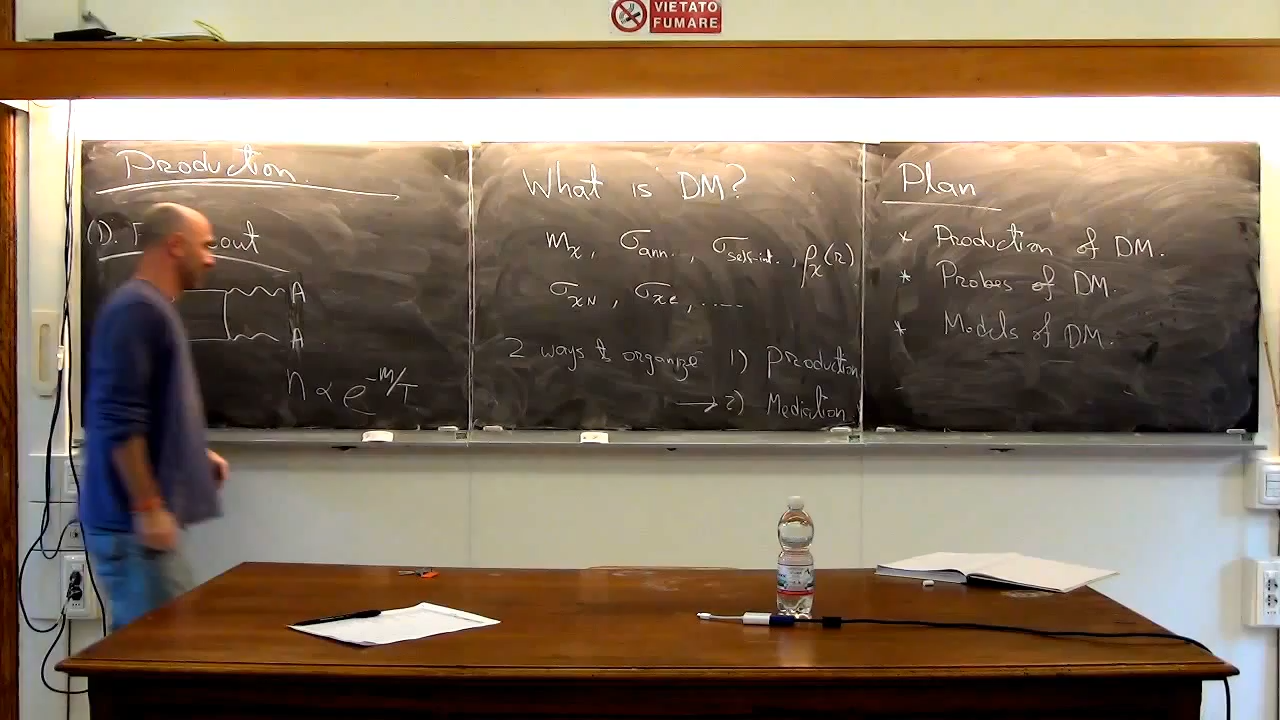 VIETATO
FUMARE
Production
(1). F out
A
A
n ∝ e^{-M/T}
What is DM?
m_χ, σ_ann., σ_self-int., ρ_χ(r)
σ_χN, σ_χe, .....
2 ways to organize 1) Production
→ 2) Mediation
Plan
* Production of DM.
* Probes of DM.
* Models of DM.